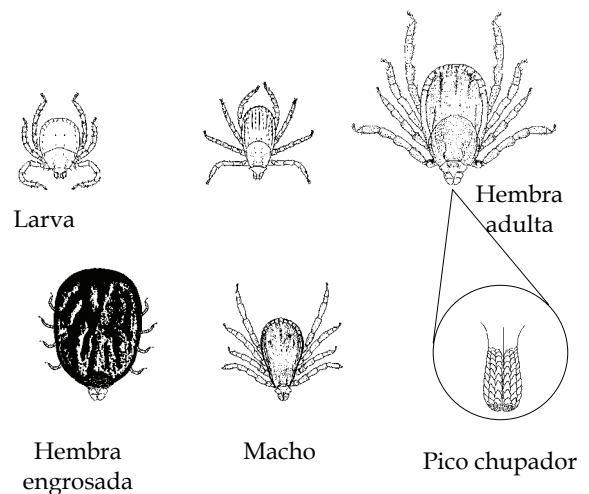 Larva
Hembra
adulta
Hembra
engrosada
Macho
Pico chupador